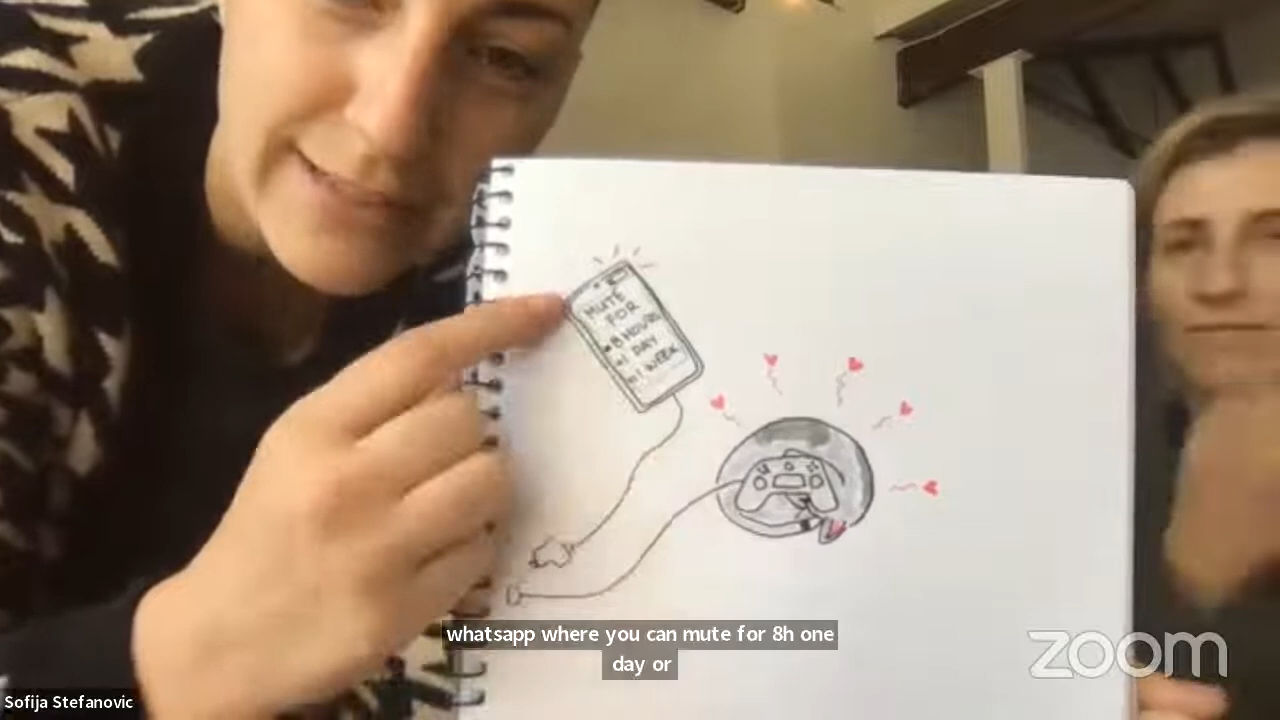 MUTE
FOR
8 HOURS
1 DAY
1 WEEK
whatsapp where you can mute for 8h one
day or
zoom
Sofija Stefanovic